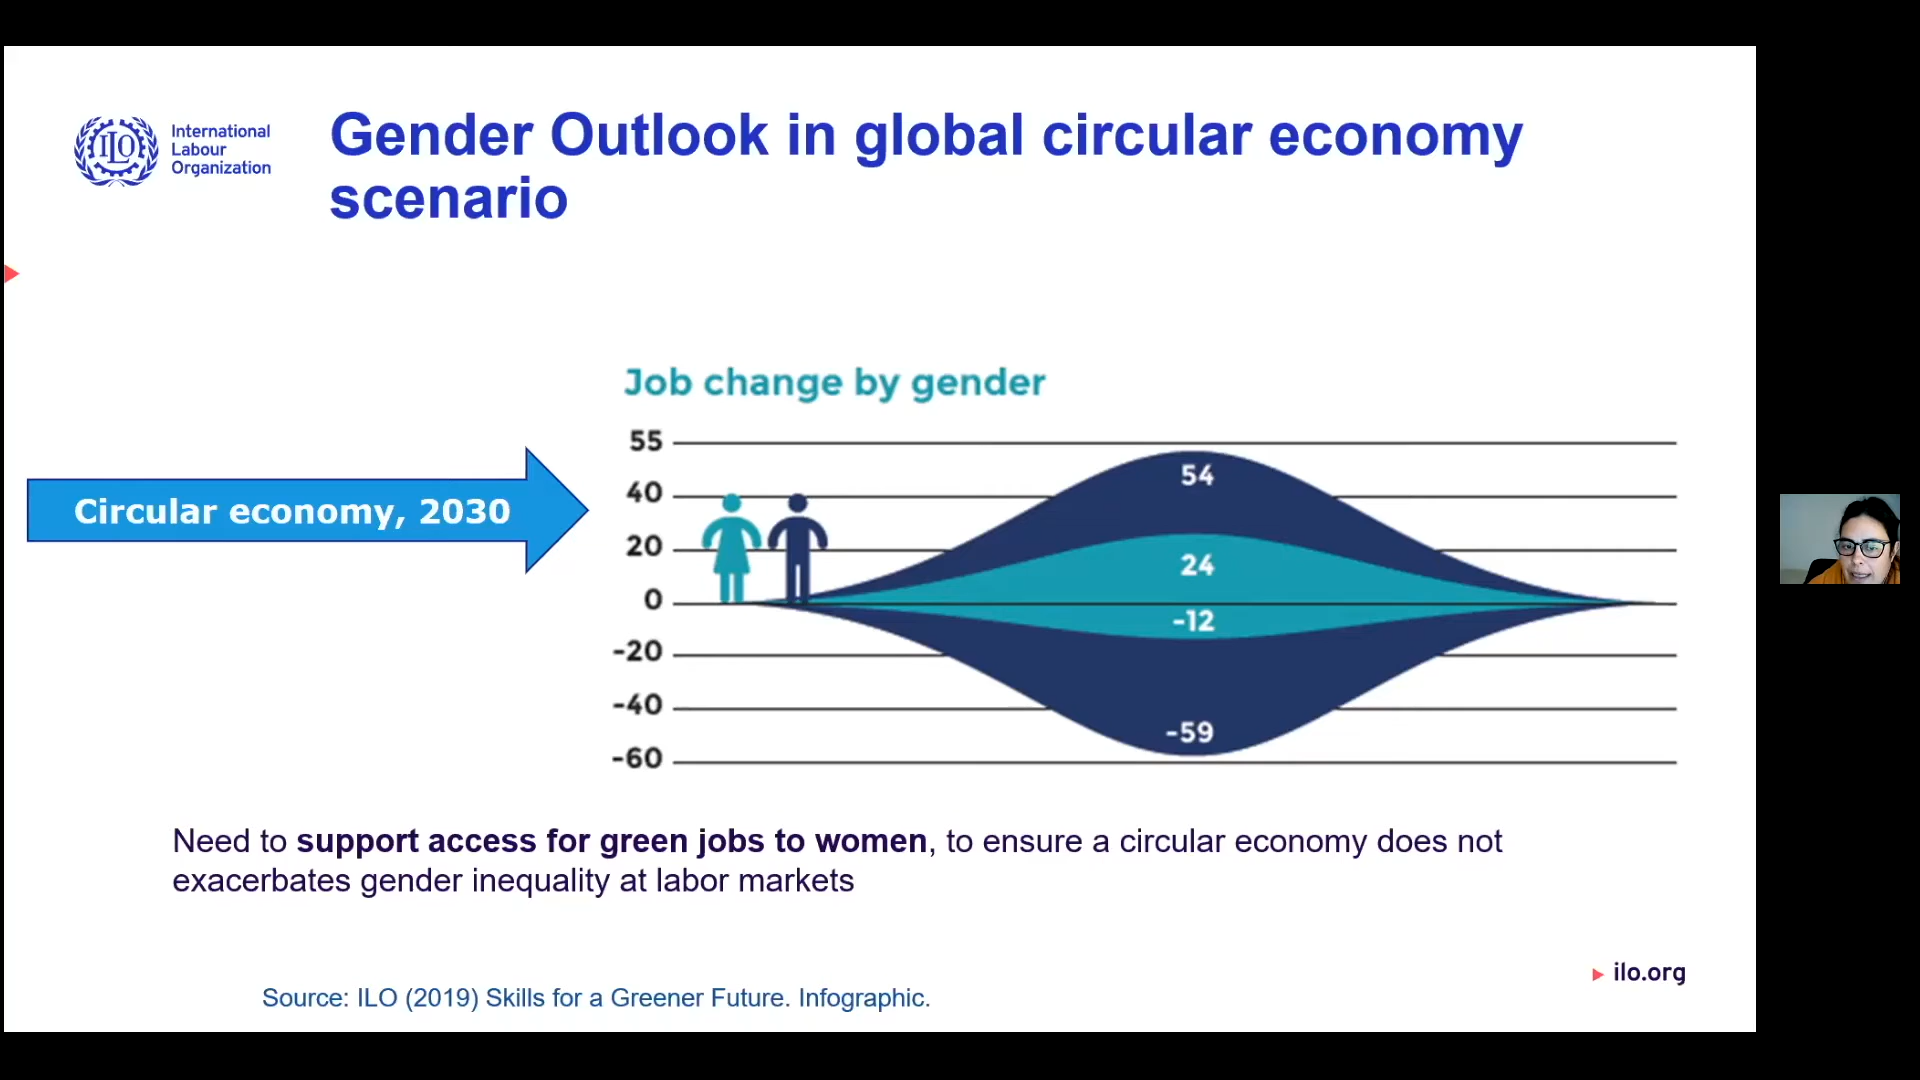 International
Labour
Organization
ILO
Gender Outlook in global circular economy
scenario
Job change by gender
Circular economy, 2030
55
40
20
0
-20
-40
-60
54
24
-12
-59
Need to support access for green jobs to women, to ensure a circular economy does not
exacerbates gender inequality at labor markets
ilo.org
Source: ILO (2019) Skills for a Greener Future. Infographic.